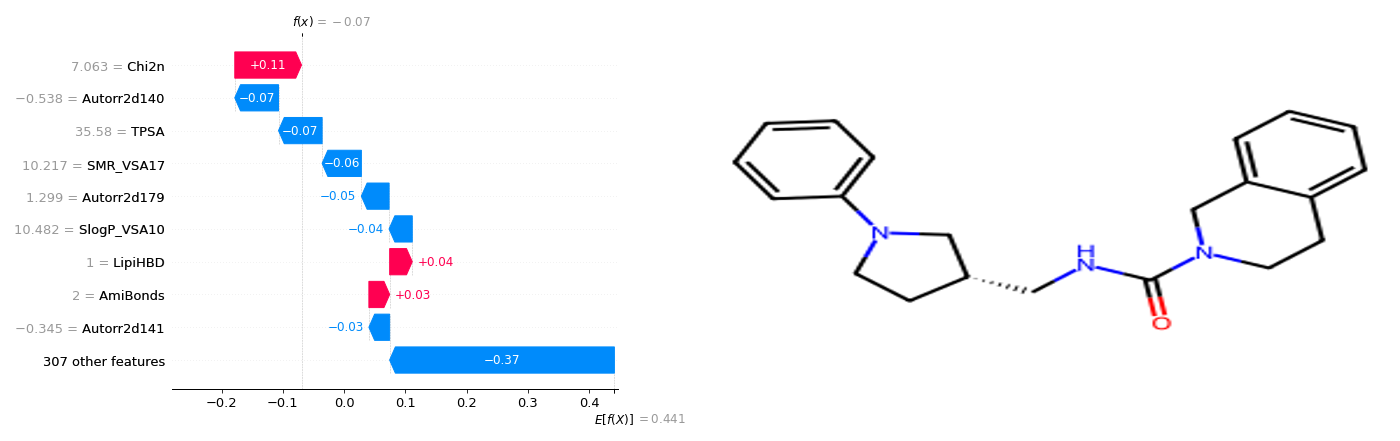 f(x) = −0.07
7.063 = Chi2n
+0.11
−0.538 = Autorr2d140
−0.07
35.58 = TPSA
−0.07
10.217 = SMR_VSA17
−0.06
1.299 = Autorr2d179
−0.05
10.482 = SlogP_VSA10
−0.04
1 = LipiHBD
+0.04
2 = AmiBonds
+0.03
−0.345 = Autorr2d141
−0.03
307 other features
−0.37
−0.2 −0.1 0.0 0.1 0.2 0.3 0.4
E[f(X)] = 0.441
N
H
N
N
O